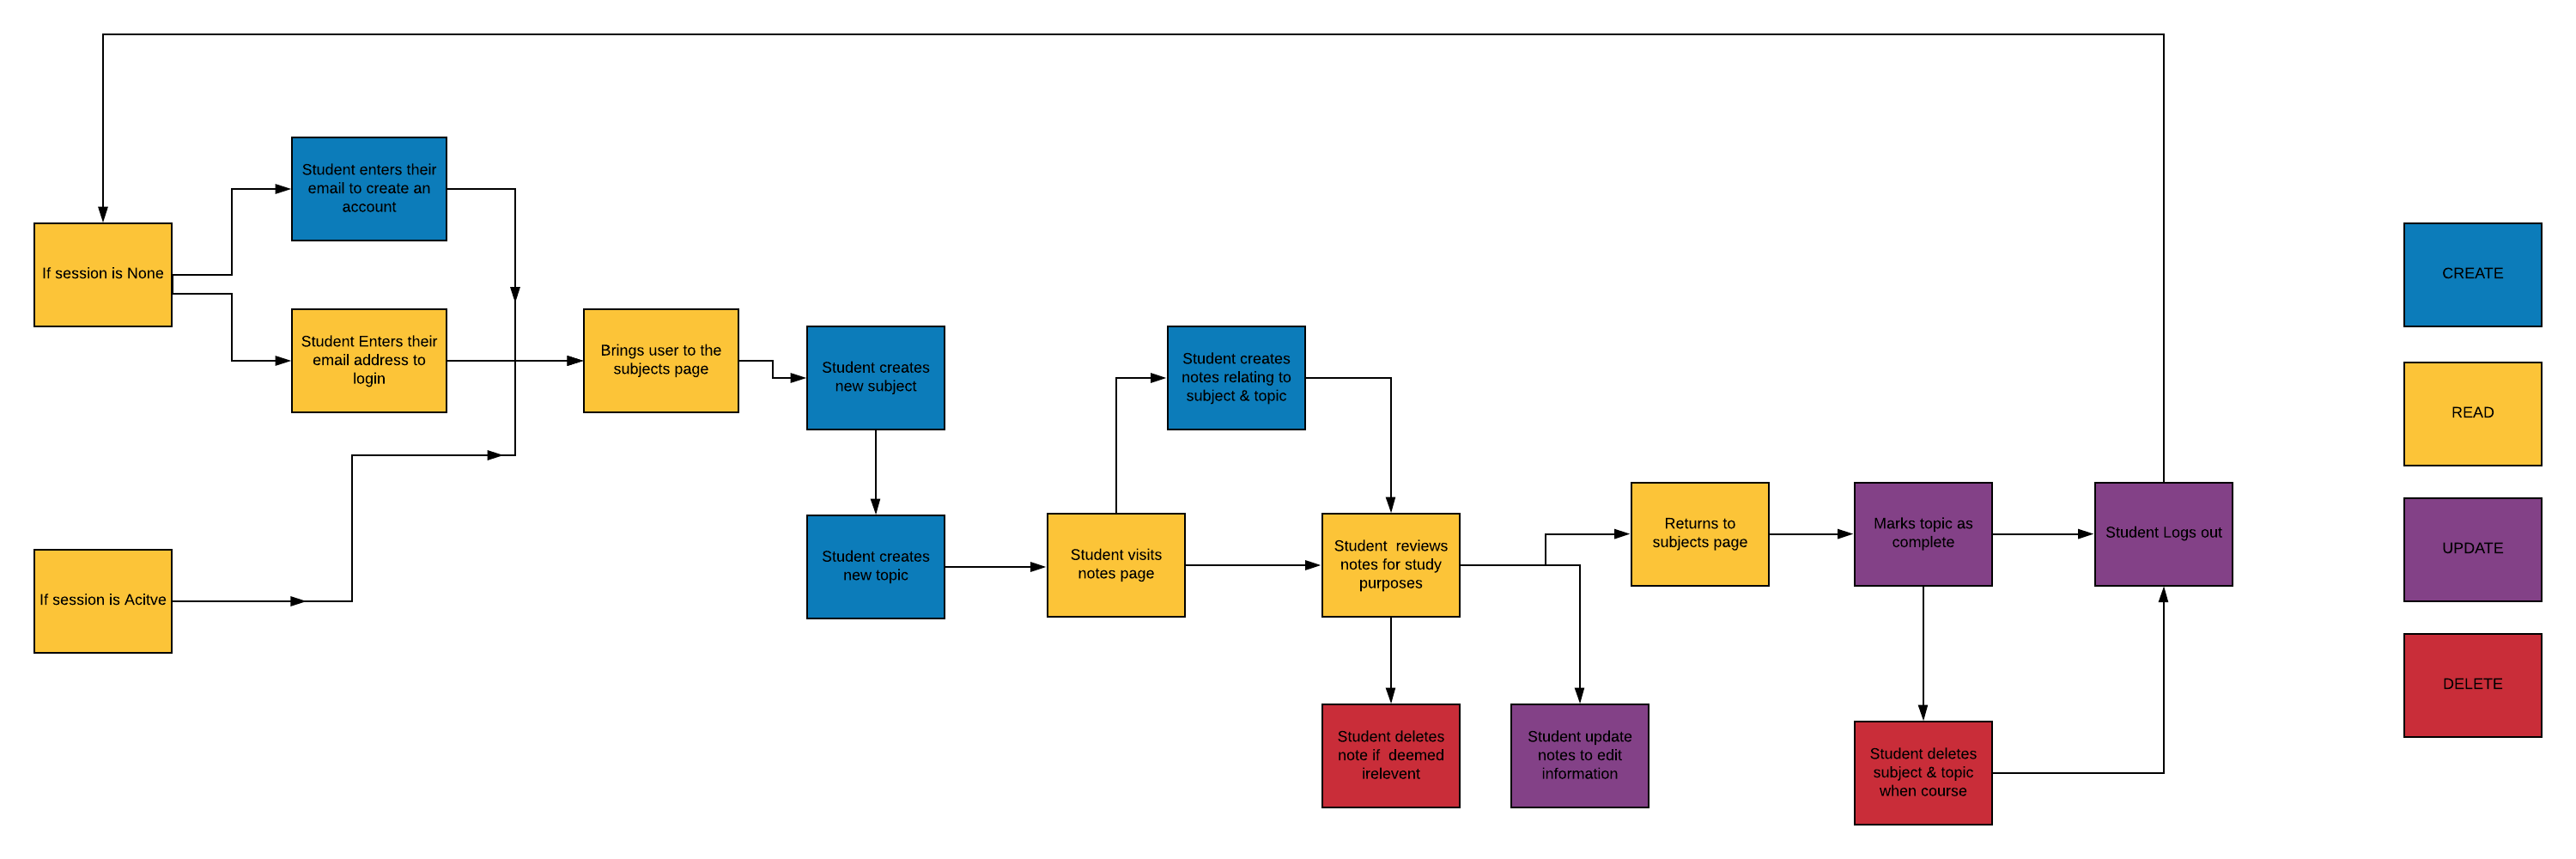 Student enters their
email to create an
account
If session is None
Student Enters their
email address to
login
If session is Acitve
Brings user to the
subjects page
Student creates
new subject
Student creates
new topic
Student visits
notes page
Student creates
notes relating to
subject & topic
Student  reviews
notes for study
purposes
Student deletes
note if  deemed
irelevent
Student update
notes to edit
information
Returns to
subjects page
Marks topic as
complete
Student deletes
subject & topic
when course
Student Logs out
CREATE
READ
UPDATE
DELETE